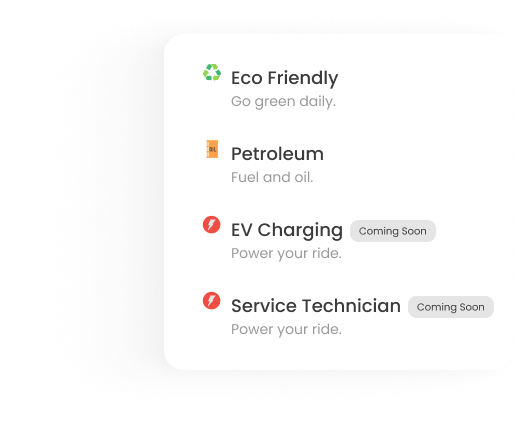 Eco Friendly
Go green daily.
OIL
Petroleum
Fuel and oil.
EV Charging Coming Soon
Power your ride.
Service Technician Coming Soon
Power your ride.